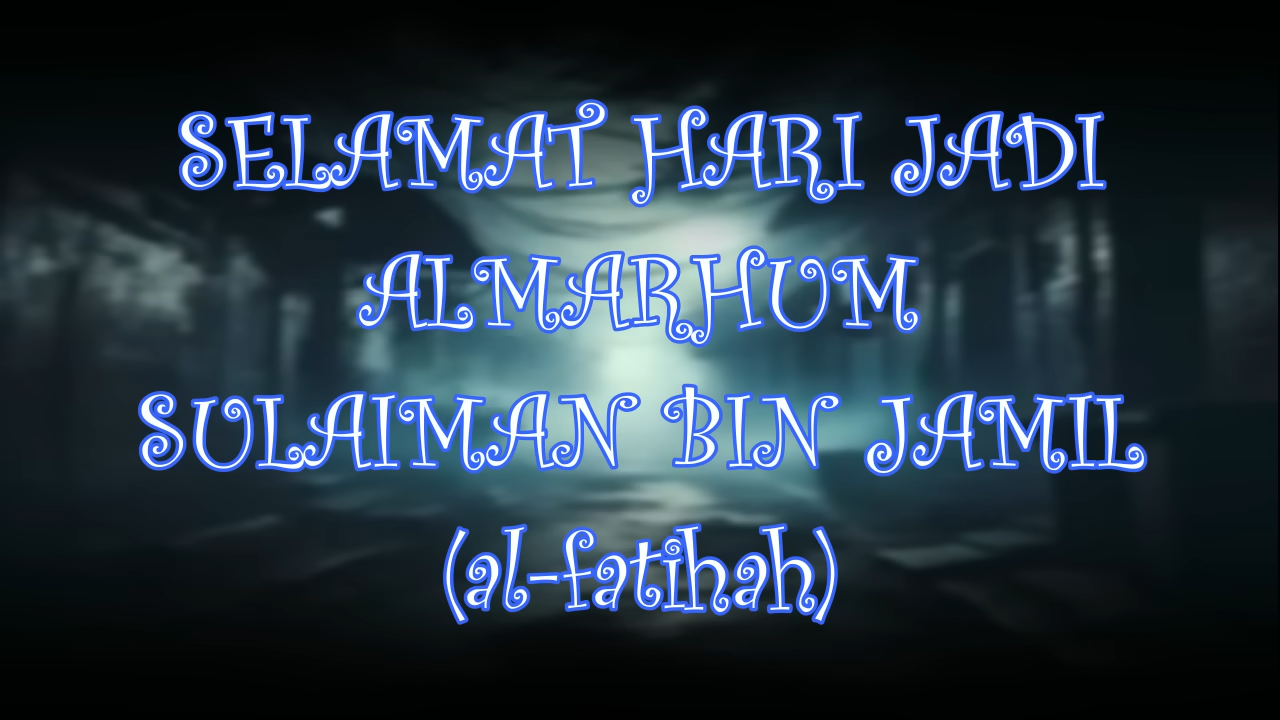 SELAMAT HARI JADI
ALMARHUM
SULAIMAN BIN JAMIL
(al-fatihah)